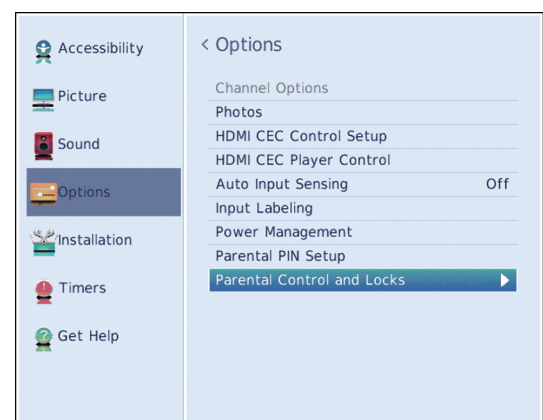 Accessibility
Picture
Sound
Options
Installation
Timers
Get Help
< Options
Channel Options
Photos
HDMI CEC Control Setup
HDMI CEC Player Control
Auto Input Sensing Off
Input Labeling
Power Management
Parental PIN Setup
Parental Control and Locks